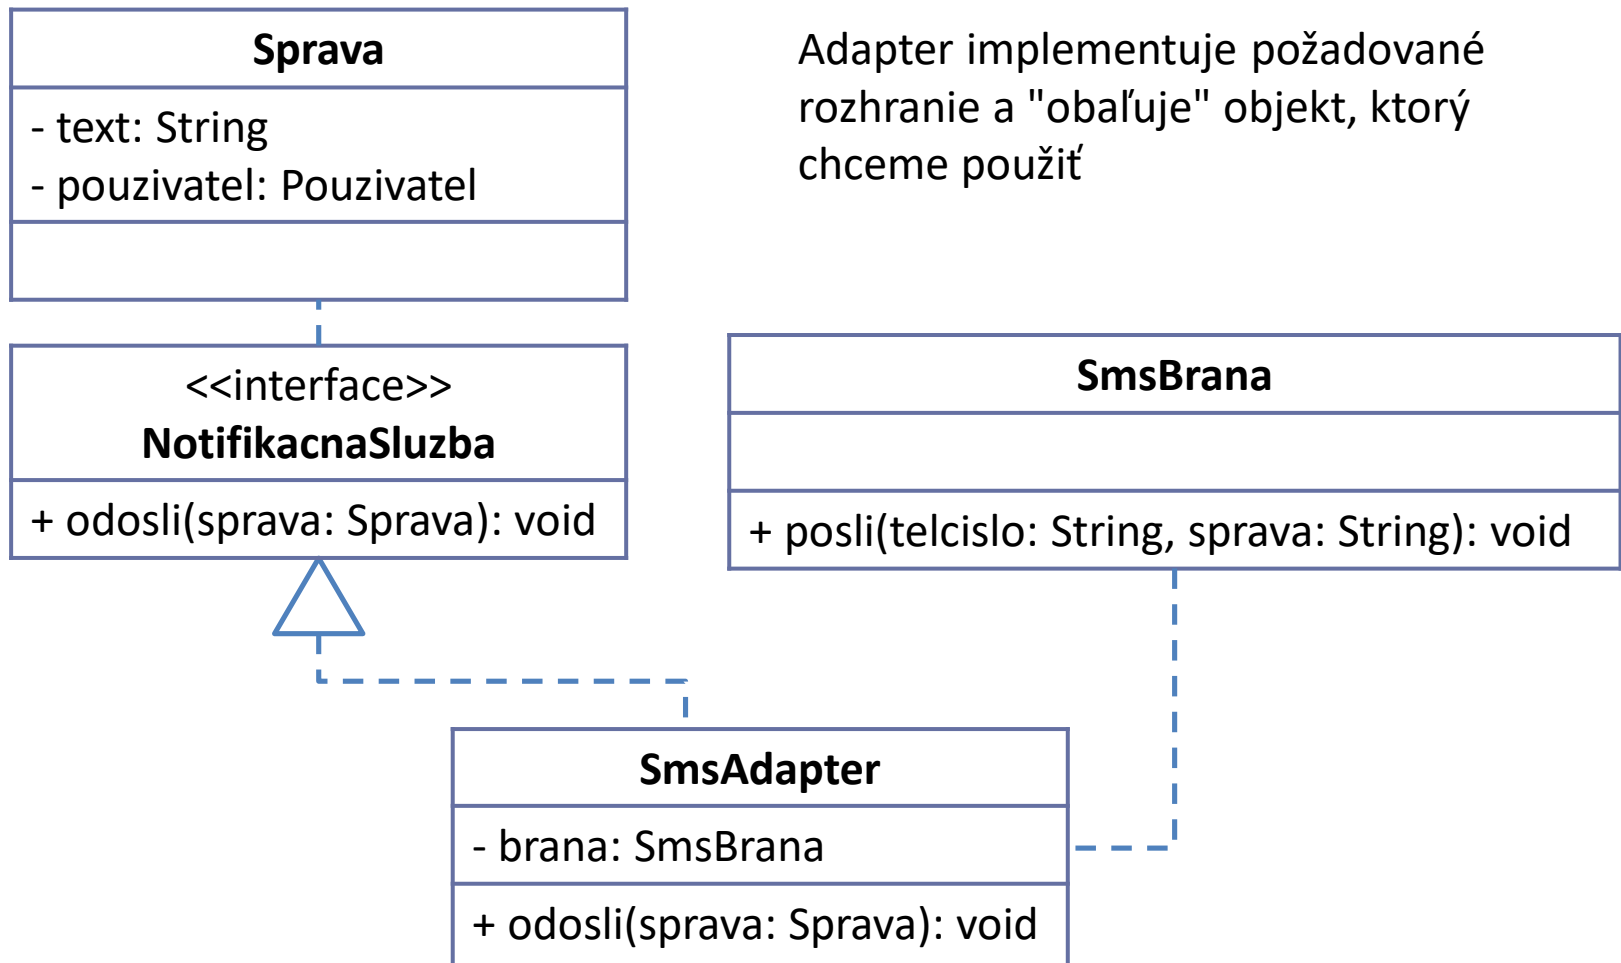 Sprava
- text: String
- pouzivatel: Pouzivatel
Adapter implementuje požadované
rozhranie a "obaľuje" objekt, ktorý
chceme použiť
<<interface>>
NotifikacnaSluzba
+ odosli(sprava: Sprava): void
SmsBrana
+ posli(telcislo: String, sprava: String): void
SmsAdapter
- brana: SmsBrana
+ odosli(sprava: Sprava): void